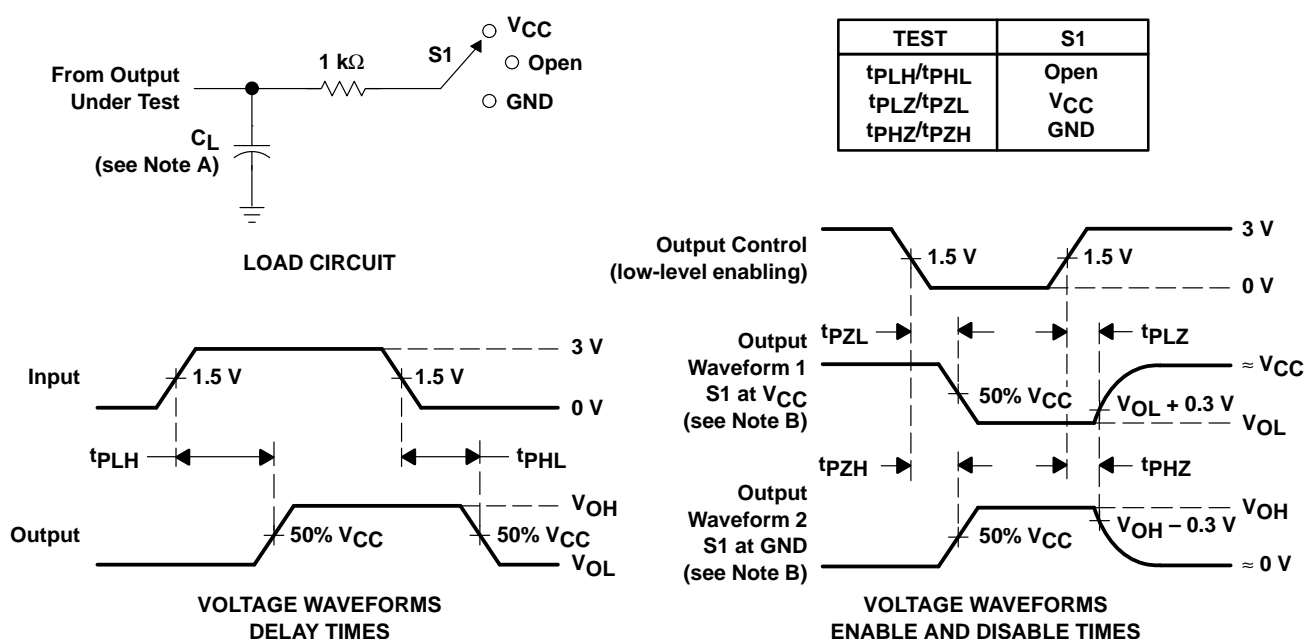 VCC
1 kΩ
S1
Open
From Output
Under Test
GND
CL
(see Note A)
LOAD CIRCUIT
TEST S1
tPLH/tPHL Open
tPLZ/tPZL VCC
tPHZ/tPZH GND
Input
1.5 V
1.5 V
3 V
0 V
tPLH
tPHL
Output
50% VCC
50% VCC
VOH
VOL
VOLTAGE WAVEFORMS
DELAY TIMES
Output Control
(low-level enabling)
1.5 V
1.5 V
3 V
0 V
tPZL
tPLZ
Output
Waveform 1
S1 at VCC
(see Note B)
50% VCC
≈ VCC
VOL + 0.3 V
VOL
tPZH
tPHZ
Output
Waveform 2
S1 at GND
(see Note B)
50% VCC
VOH
VOH − 0.3 V
≈ 0 V
VOLTAGE WAVEFORMS
ENABLE AND DISABLE TIMES